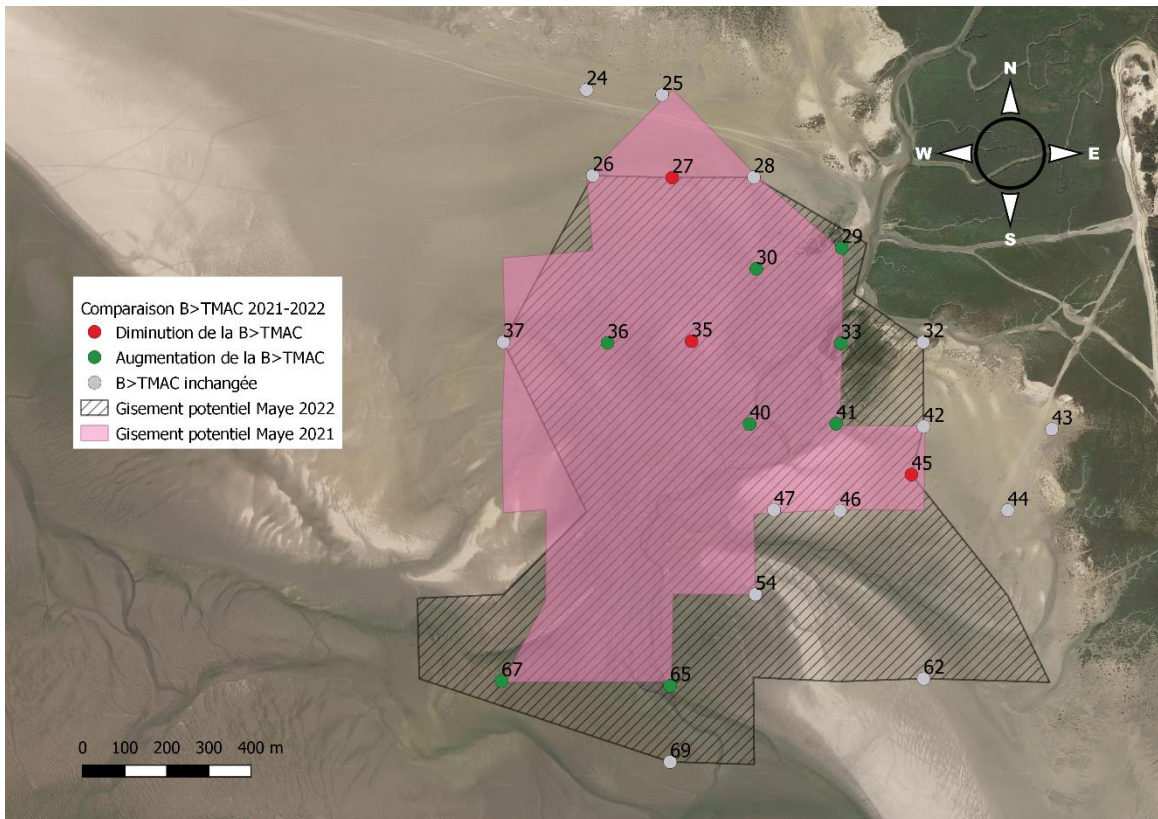 24
25
N
W
E
S
26
27
28
29
30
Comparaison B>TMAC 2021-2022
Diminution de la B>TMAC
Augmentation de la B>TMAC
B>TMAC inchangée
Gisement potentiel Maye 2022
Gisement potentiel Maye 2021
37
36
35
33
32
40
41
42
43
45
47
46
44
54
67
65
62
69
0 100 200 300 400 m